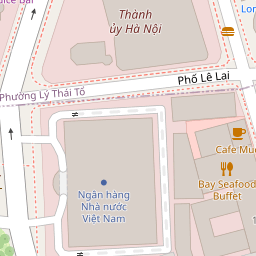 Thành
ủy Hà Nội
Lon
Phố Lê Lai
Phường Lý Thái Tổ
Cafe Mu
Bay Seafood
Buffet
Ngân hàng
Nhà nước
Việt Nam